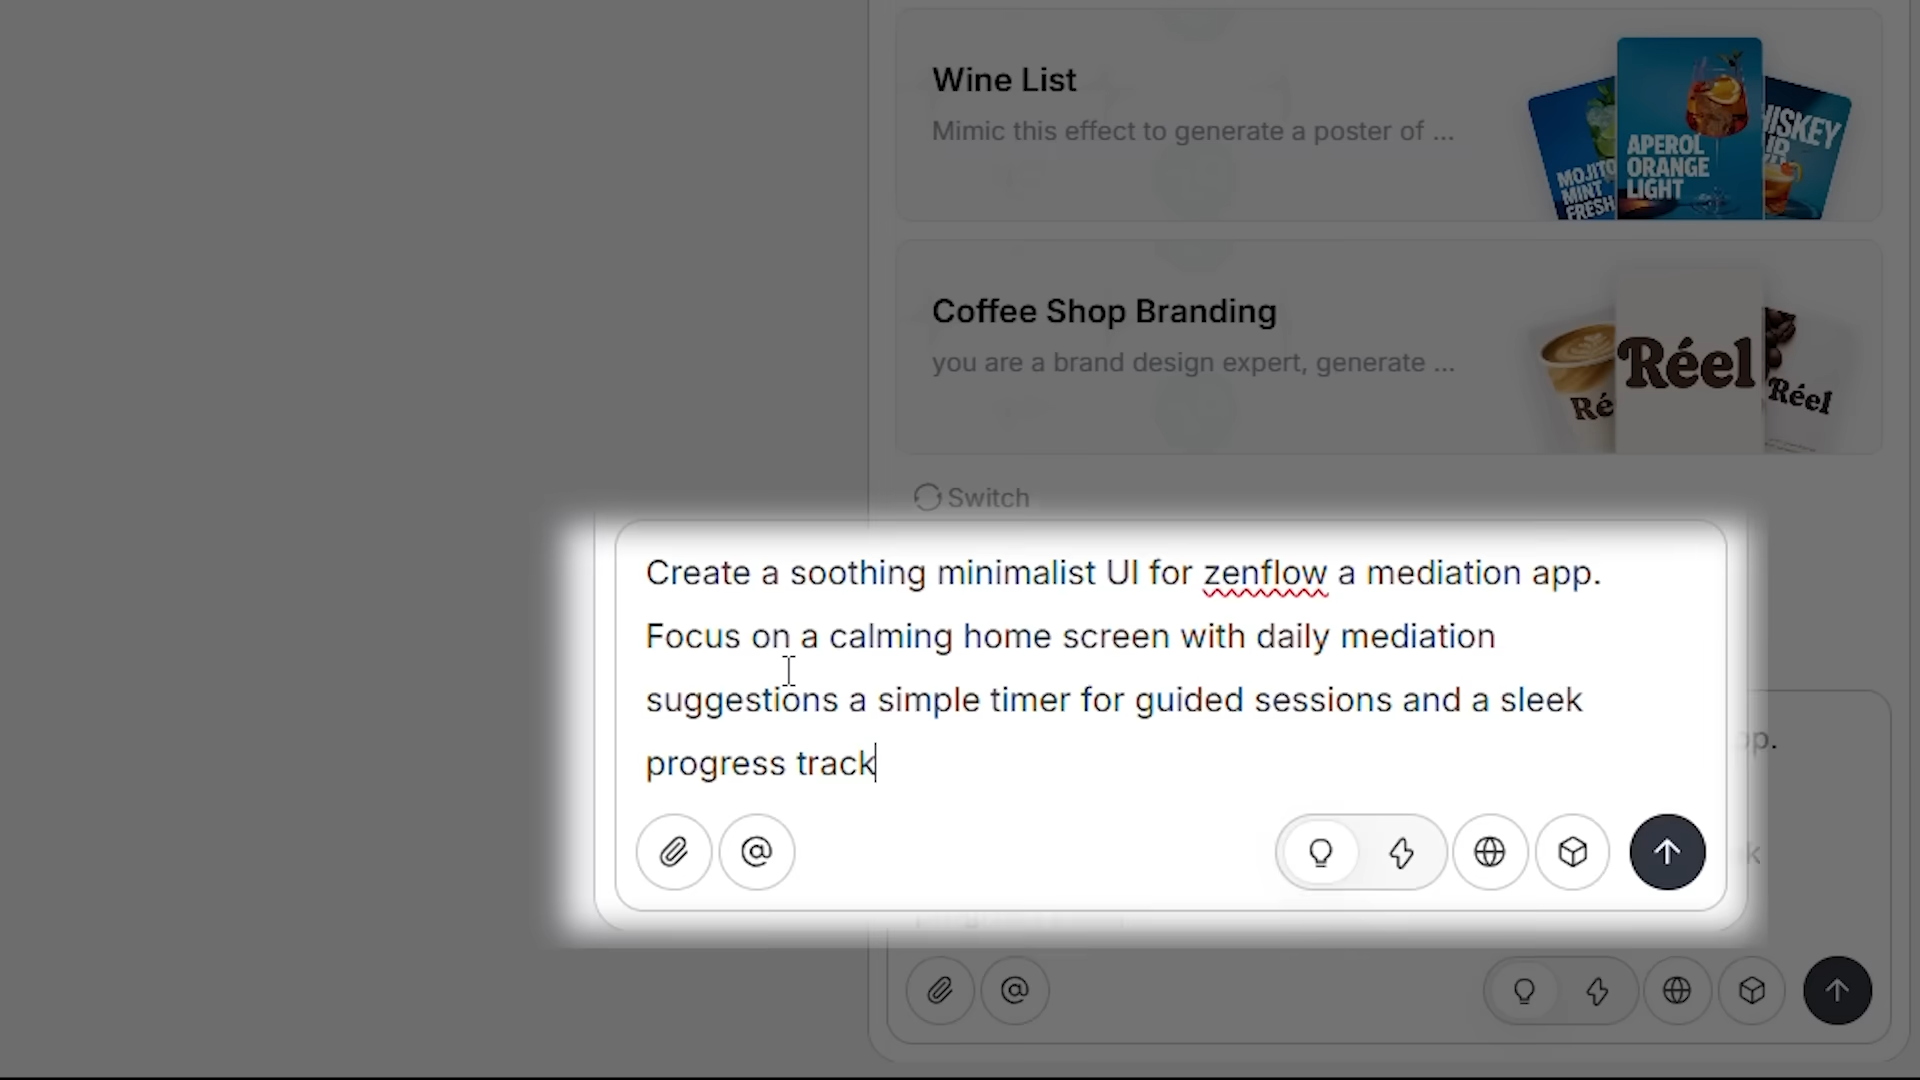 Wine List
Mimic this effect to generate a poster of ...
MOJITO
MINT
FRESH
APEROL
ORANGE
LIGHT
Coffee Shop Branding
you are a brand design expert, generate ...
Ré
Réel
Réel
Switch
Create a soothing minimalist UI for zenflow a mediation app.
Focus on a calming home screen with daily mediation
suggestions a simple timer for guided sessions and a sleek
progress track